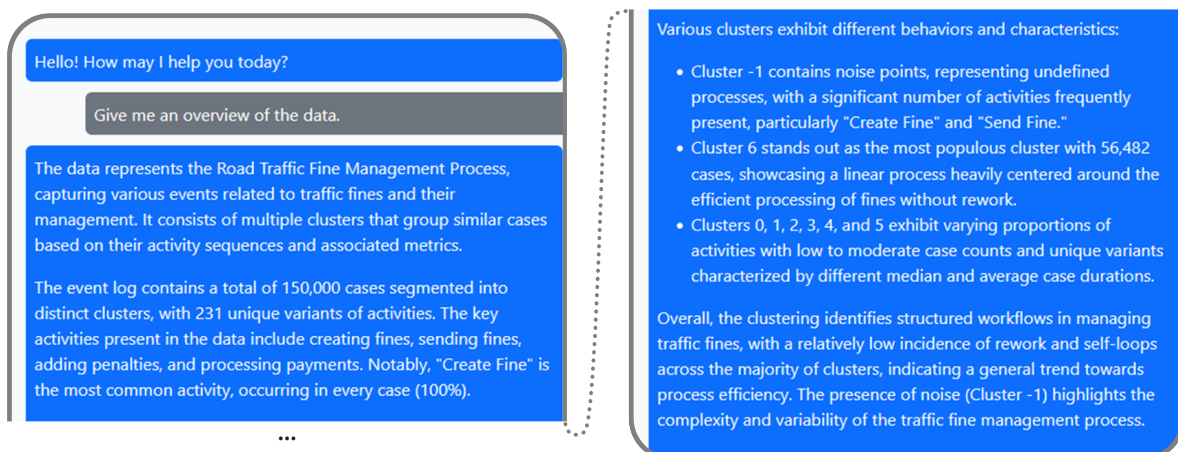 Hello! How may I help you today?
Give me an overview of the data.
The data represents the Road Traffic Fine Management Process,
capturing various events related to traffic fines and their
management. It consists of multiple clusters that group similar cases
based on their activity sequences and associated metrics.
The event log contains a total of 150,000 cases segmented into
distinct clusters, with 231 unique variants of activities. The key
activities present in the data include creating fines, sending fines,
adding penalties, and processing payments. Notably, "Create Fine" is
the most common activity, occurring in every case (100%).
...
Various clusters exhibit different behaviors and characteristics:
• Cluster -1 contains noise points, representing undefined
processes, with a significant number of activities frequently
present, particularly "Create Fine" and "Send Fine."
• Cluster 6 stands out as the most populous cluster with 56,482
cases, showcasing a linear process heavily centered around the
efficient processing of fines without rework.
• Clusters 0, 1, 2, 3, 4, and 5 exhibit varying proportions of
activities with low to moderate case counts and unique variants
characterized by different median and average case durations.
Overall, the clustering identifies structured workflows in managing
traffic fines, with a relatively low incidence of rework and self-loops
across the majority of clusters, indicating a general trend towards
process efficiency. The presence of noise (Cluster -1) highlights the
complexity and variability of the traffic fine management process.